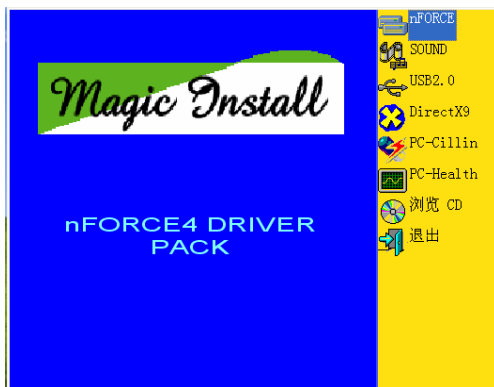 Magic Install
nFORCE4 DRIVER
PACK
nFORCE
SOUND
USB2.0
DirectX9
PC-Cillin
PC-Health
浏览 CD
退出